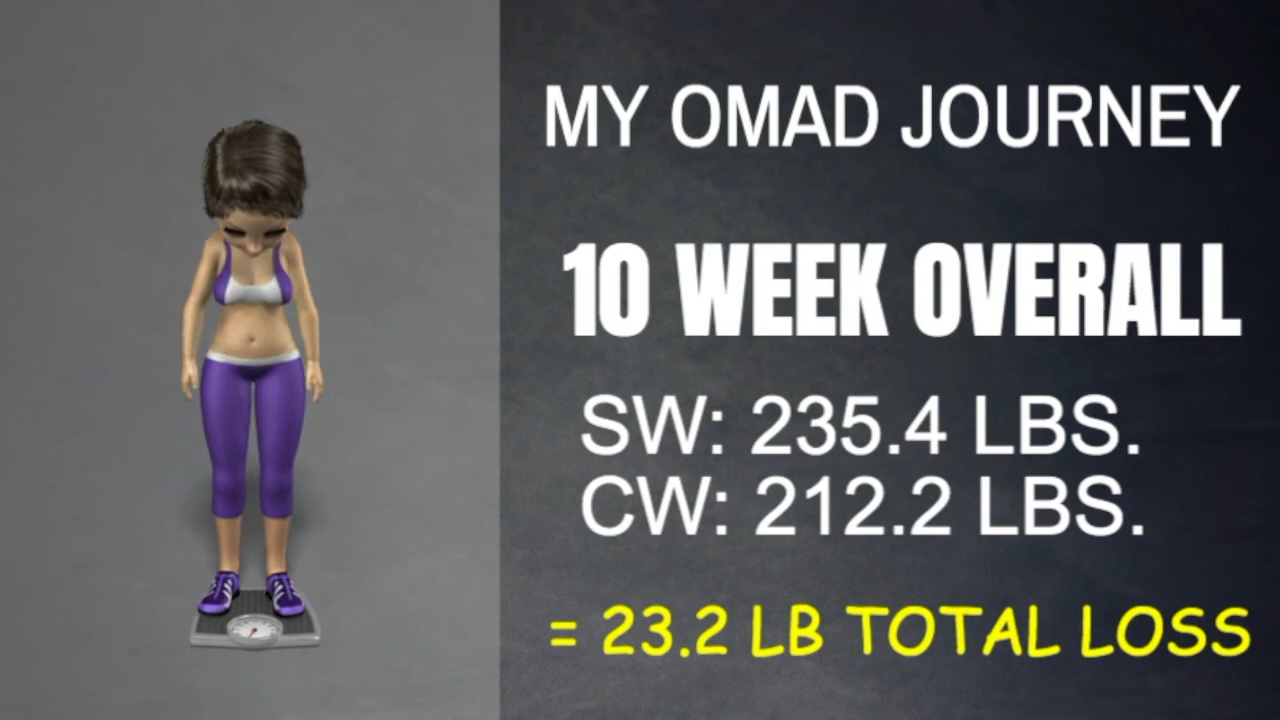 MY OMAD JOURNEY
10 WEEK OVERALL
SW: 235.4 LBS.
CW: 212.2 LBS.
= 23.2 LB TOTAL LOSS